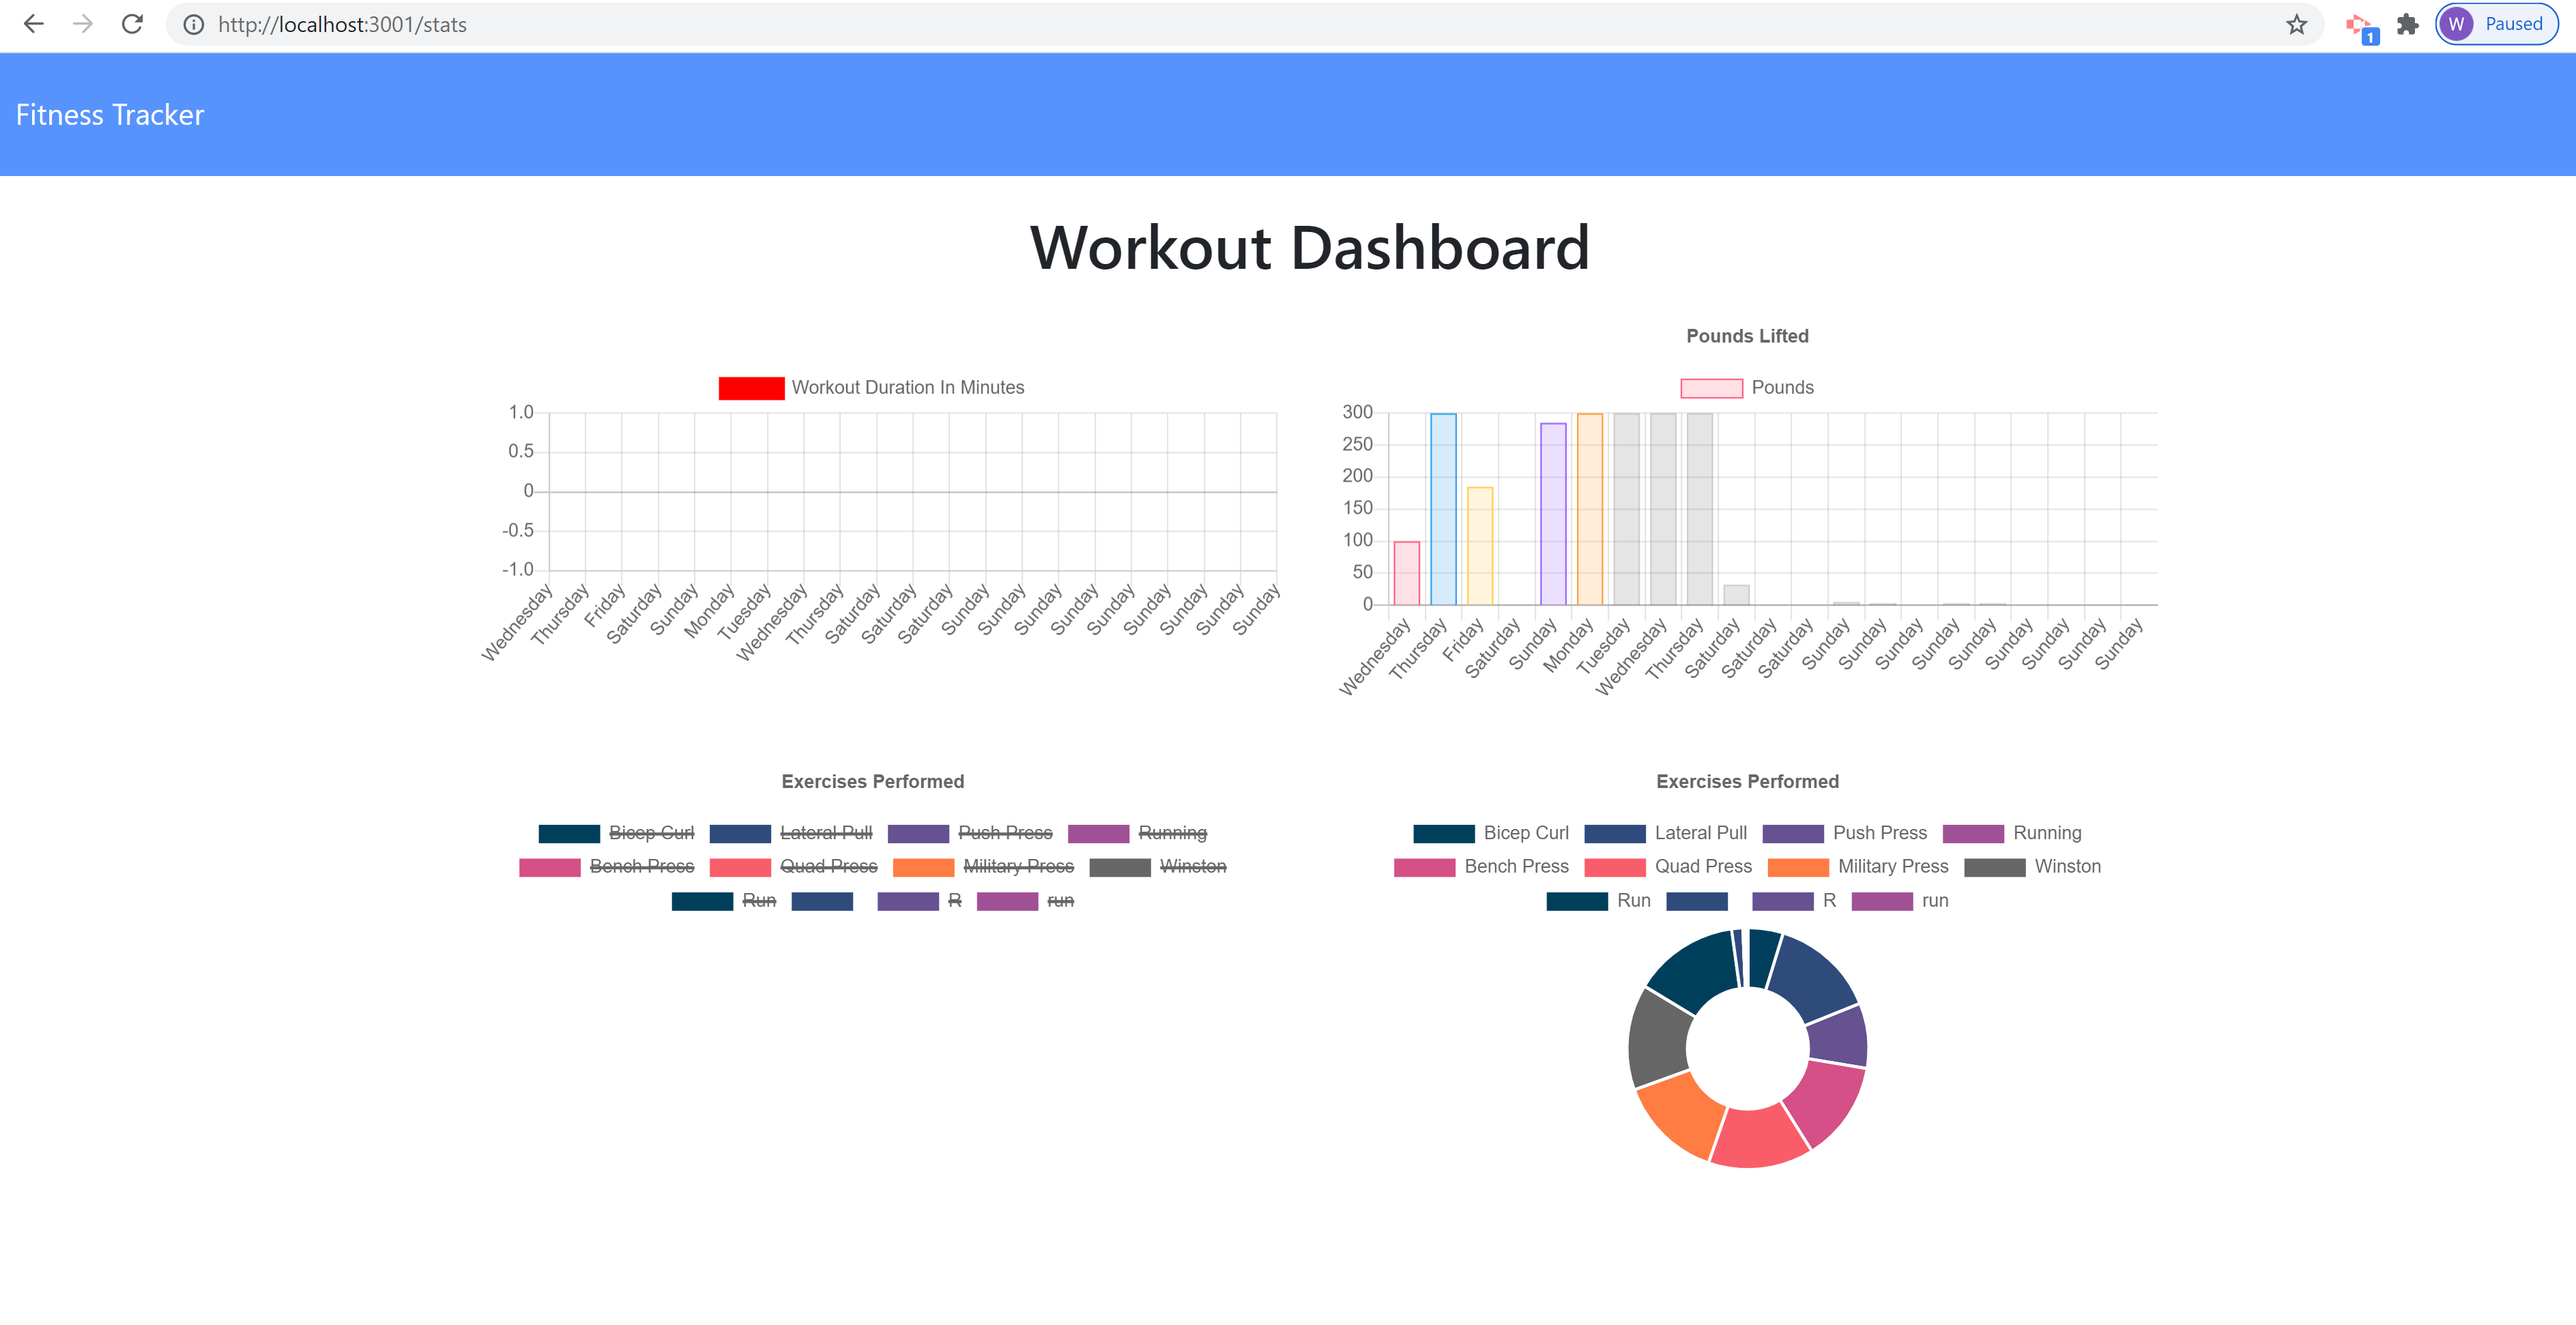 http://localhost:3001/stats
1
W
Paused
Fitness Tracker
Workout Dashboard
Workout Duration In Minutes
1.0
0.5
0
-0.5
-1.0
Wednesday
Thursday
Friday
Saturday
Sunday
Monday
Tuesday
Wednesday
Thursday
Saturday
Saturday
Saturday
Sunday
Sunday
Sunday
Sunday
Sunday
Sunday
Sunday
Sunday
Sunday
Pounds Lifted
Pounds
300
250
200
150
100
50
0
Wednesday
Thursday
Friday
Saturday
Sunday
Monday
Tuesday
Wednesday
Thursday
Saturday
Saturday
Saturday
Sunday
Sunday
Sunday
Sunday
Sunday
Sunday
Sunday
Sunday
Sunday
Exercises Performed
Bicep Curl Lateral Pull Push Press Running
Bench Press Quad Press Military Press Winston
Run R run
Exercises Performed
Bicep Curl Lateral Pull Push Press Running
Bench Press Quad Press Military Press Winston
Run R run